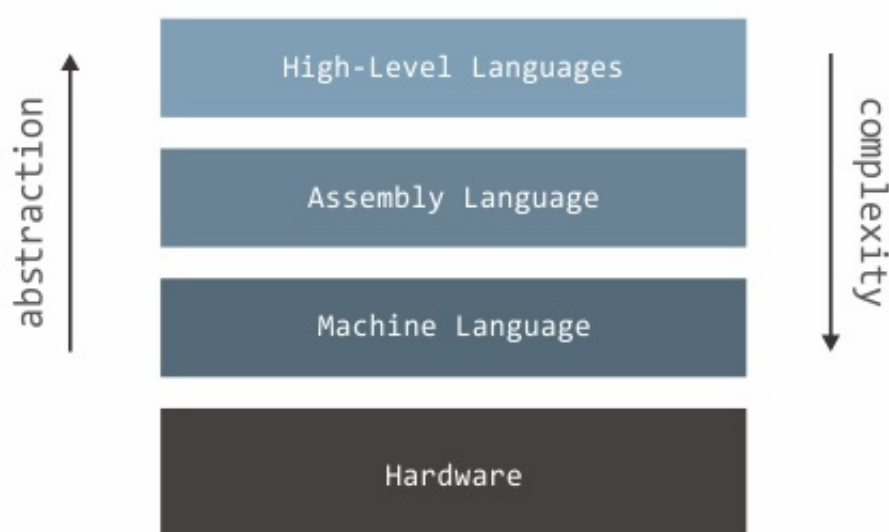 High-Level Languages
abstraction
complexity
Assembly Language
Machine Language
Hardware